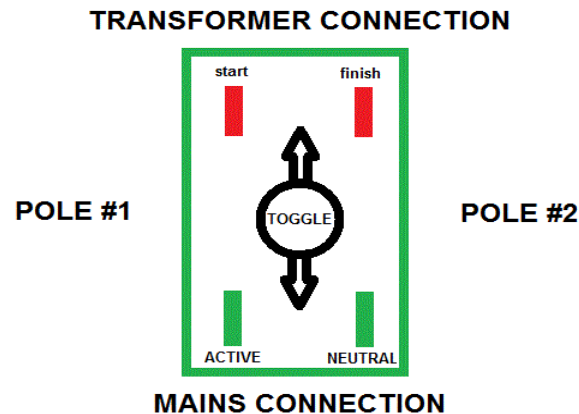 TRANSFORMER CONNECTION
start finish
POLE #1 TOGGLE POLE #2
ACTIVE NEUTRAL
MAINS CONNECTION